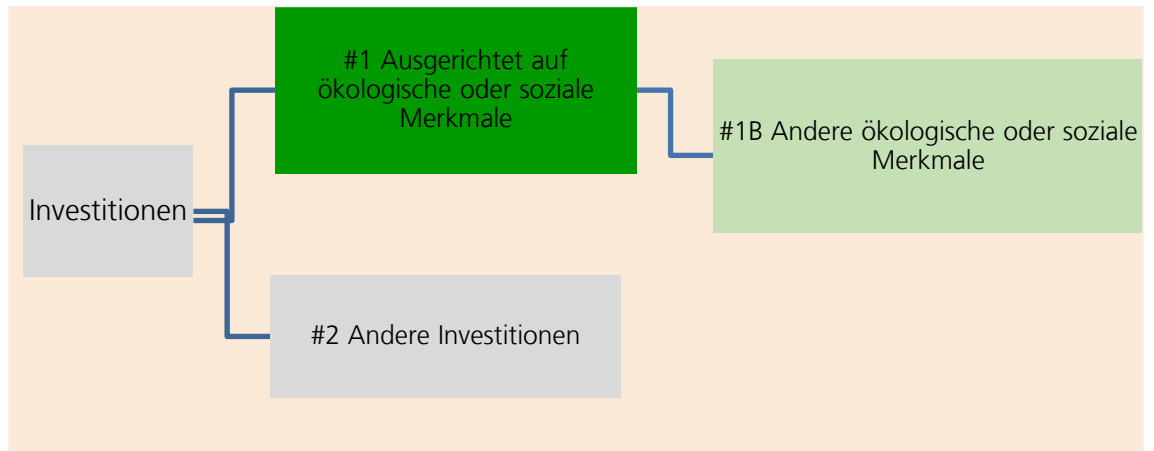 #1 Ausgerichtet auf
ökologische oder soziale
Merkmale
#1B Andere ökologische oder soziale
Merkmale
Investitionen
#2 Andere Investitionen